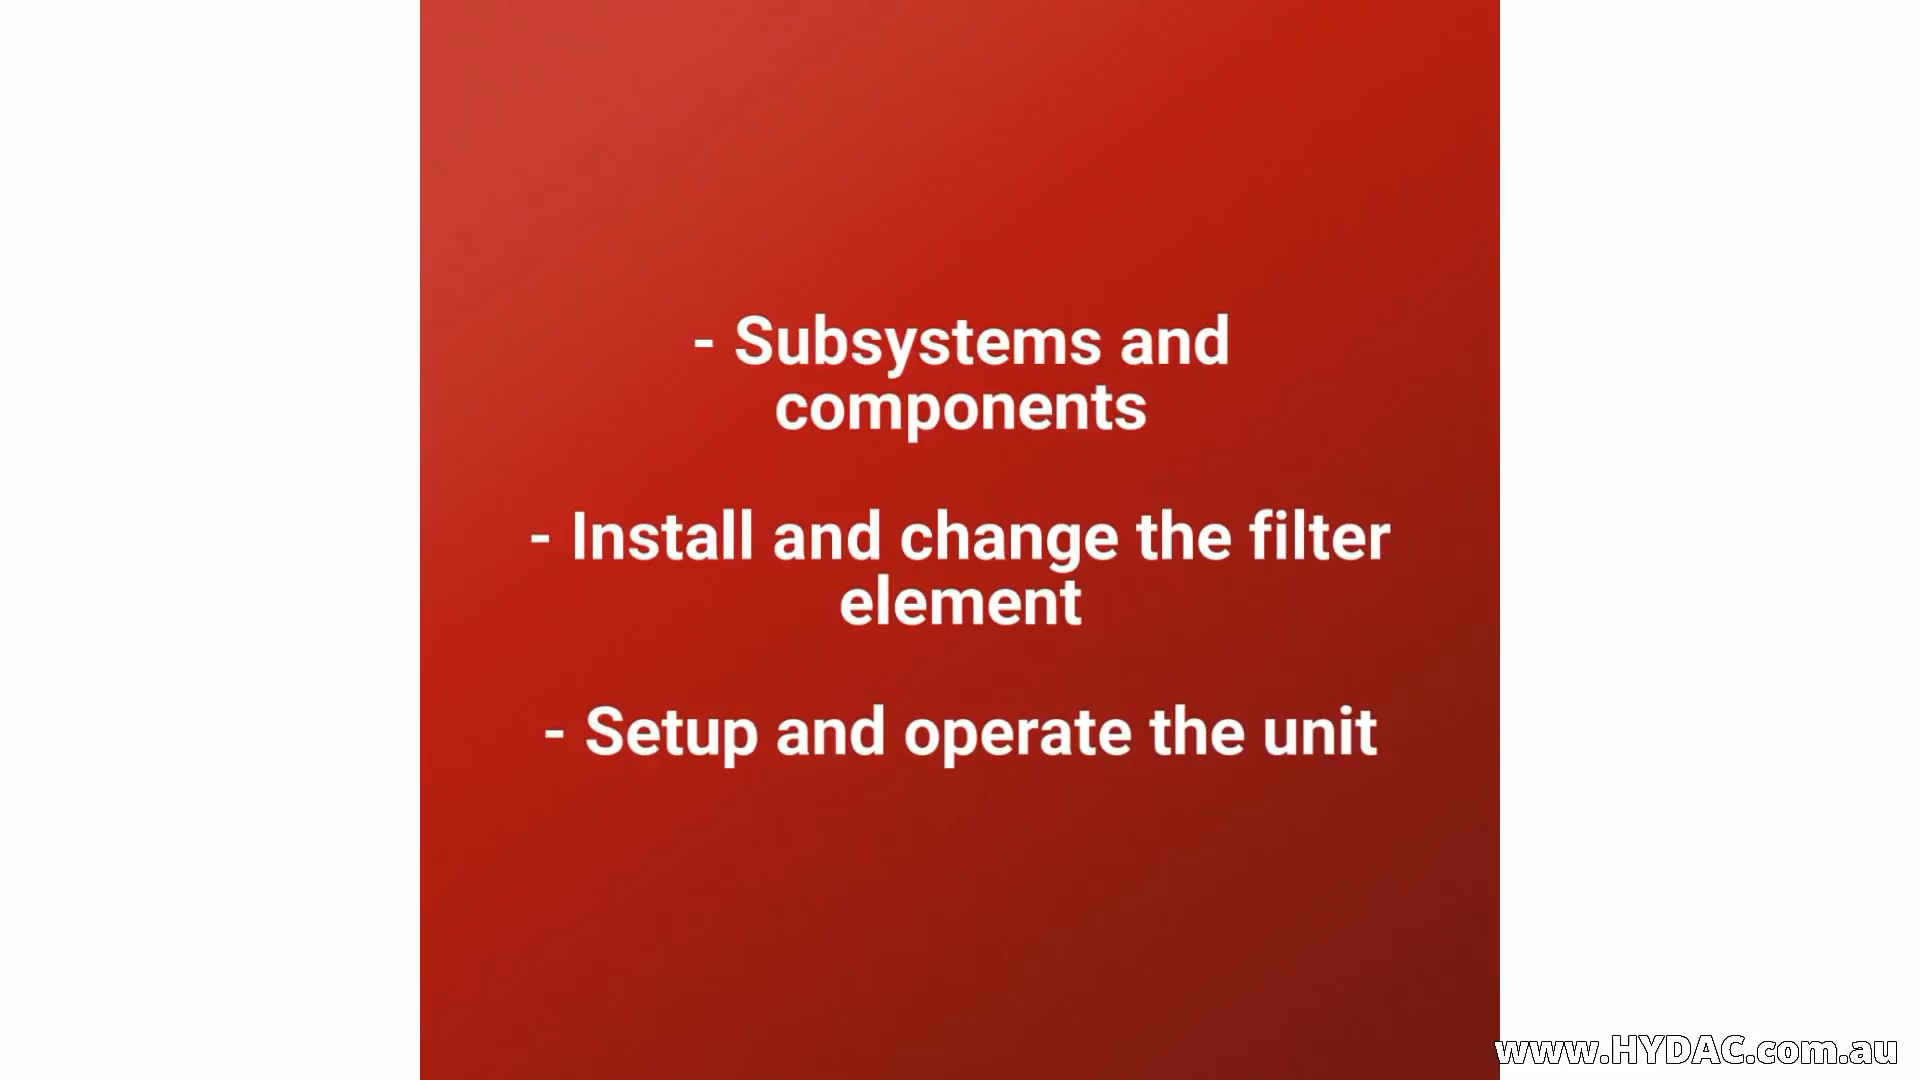 - Subsystems and
components
- Install and change the filter
element
- Setup and operate the unit
www.HYDAC.com.au